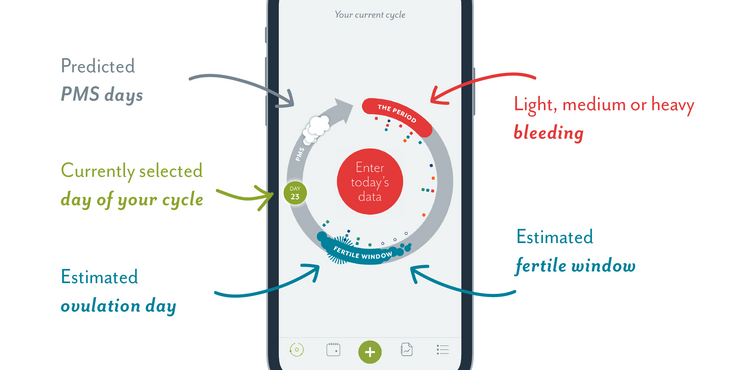 Your current cycle
Predicted
PMS days
Currently selected
day of your cycle
Estimated
ovulation day
THE PERIOD
PMS
DAY
23
Enter
today's
data
FERTILE WINDOW
Light, medium or heavy
bleeding
Estimated
fertile window